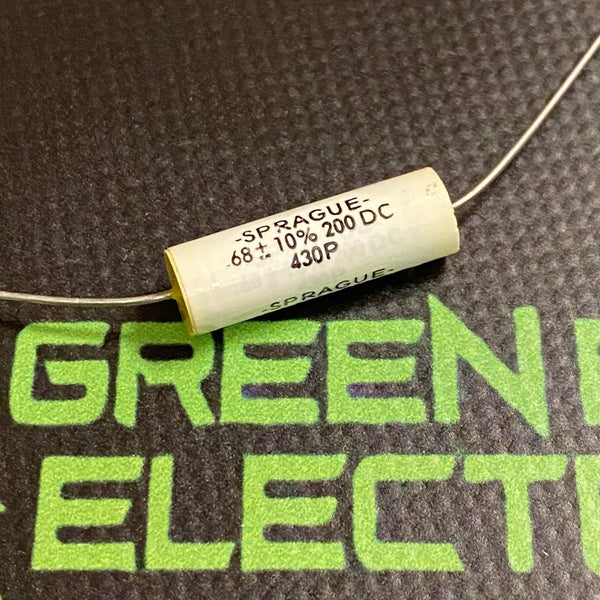 -SPRAGUE-
.68 ± 10% 200 DC
430P
-SPRAGUE-
GREEN
ELECT